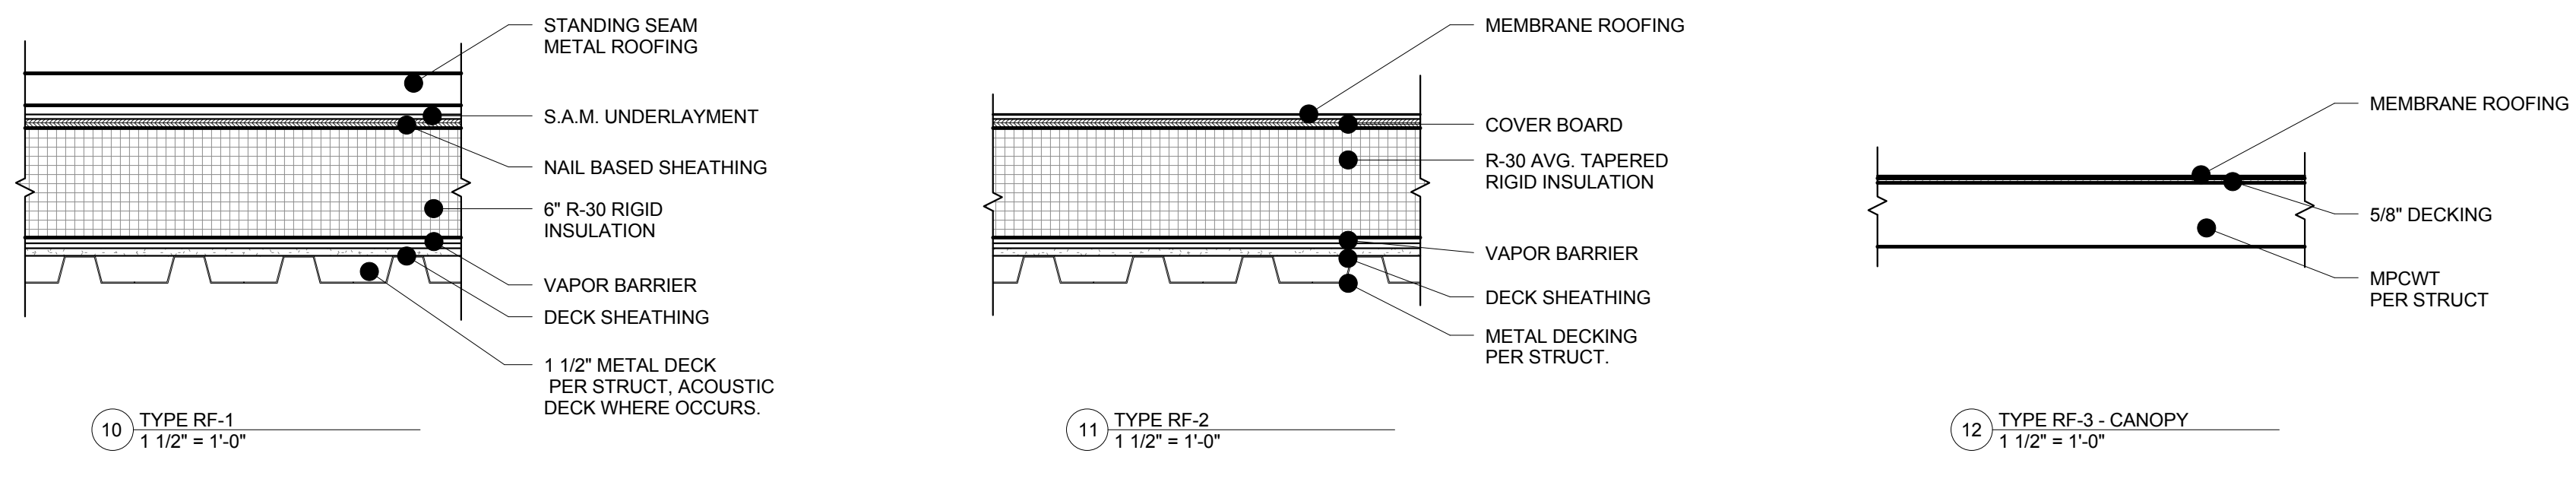 STANDING SEAM
METAL ROOFING
S.A.M. UNDERLAYMENT
NAIL BASED SHEATHING
6" R-30 RIGID
INSULATION
VAPOR BARRIER
DECK SHEATHING
1 1/2" METAL DECK
PER STRUCT, ACOUSTIC
DECK WHERE OCCURS.
10
TYPE RF-1
1 1/2" = 1'-0"
MEMBRANE ROOFING
COVER BOARD
R-30 AVG. TAPERED
RIGID INSULATION
VAPOR BARRIER
DECK SHEATHING
METAL DECKING
PER STRUCT.
11
TYPE RF-2
1 1/2" = 1'-0"
MEMBRANE ROOFING
5/8" DECKING
MPCWT
PER STRUCT
12
TYPE RF-3 - CANOPY
1 1/2" = 1'-0"